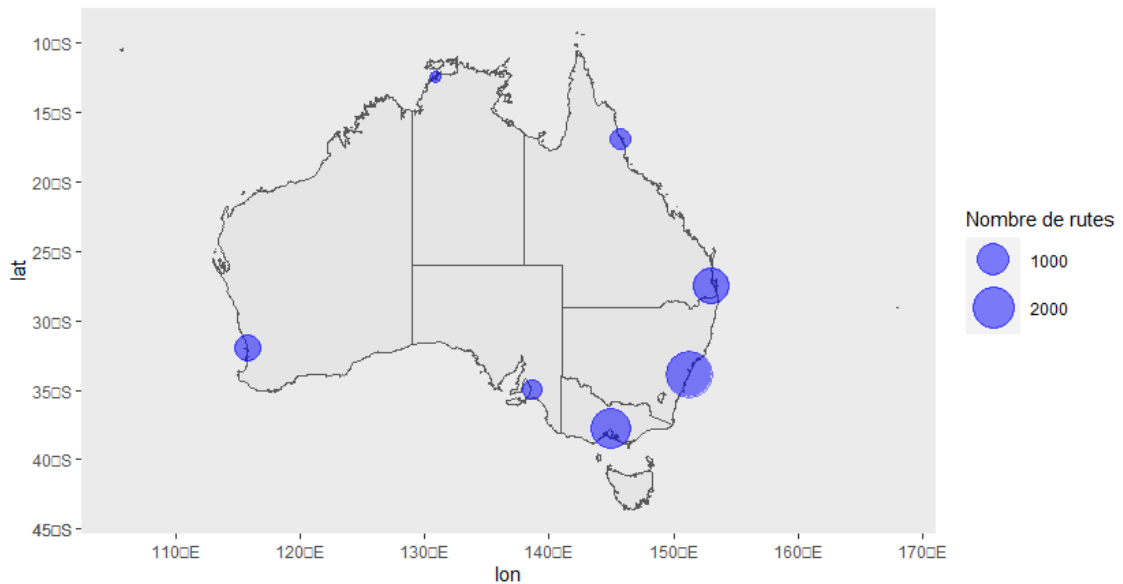 10□S
15□S
20□S
25□S
30□S
35□S
40□S
45□S
lat
110□E 120□E 130□E 140□E 150□E 160□E 170□E
lon
Nombre de rutes
1000
2000